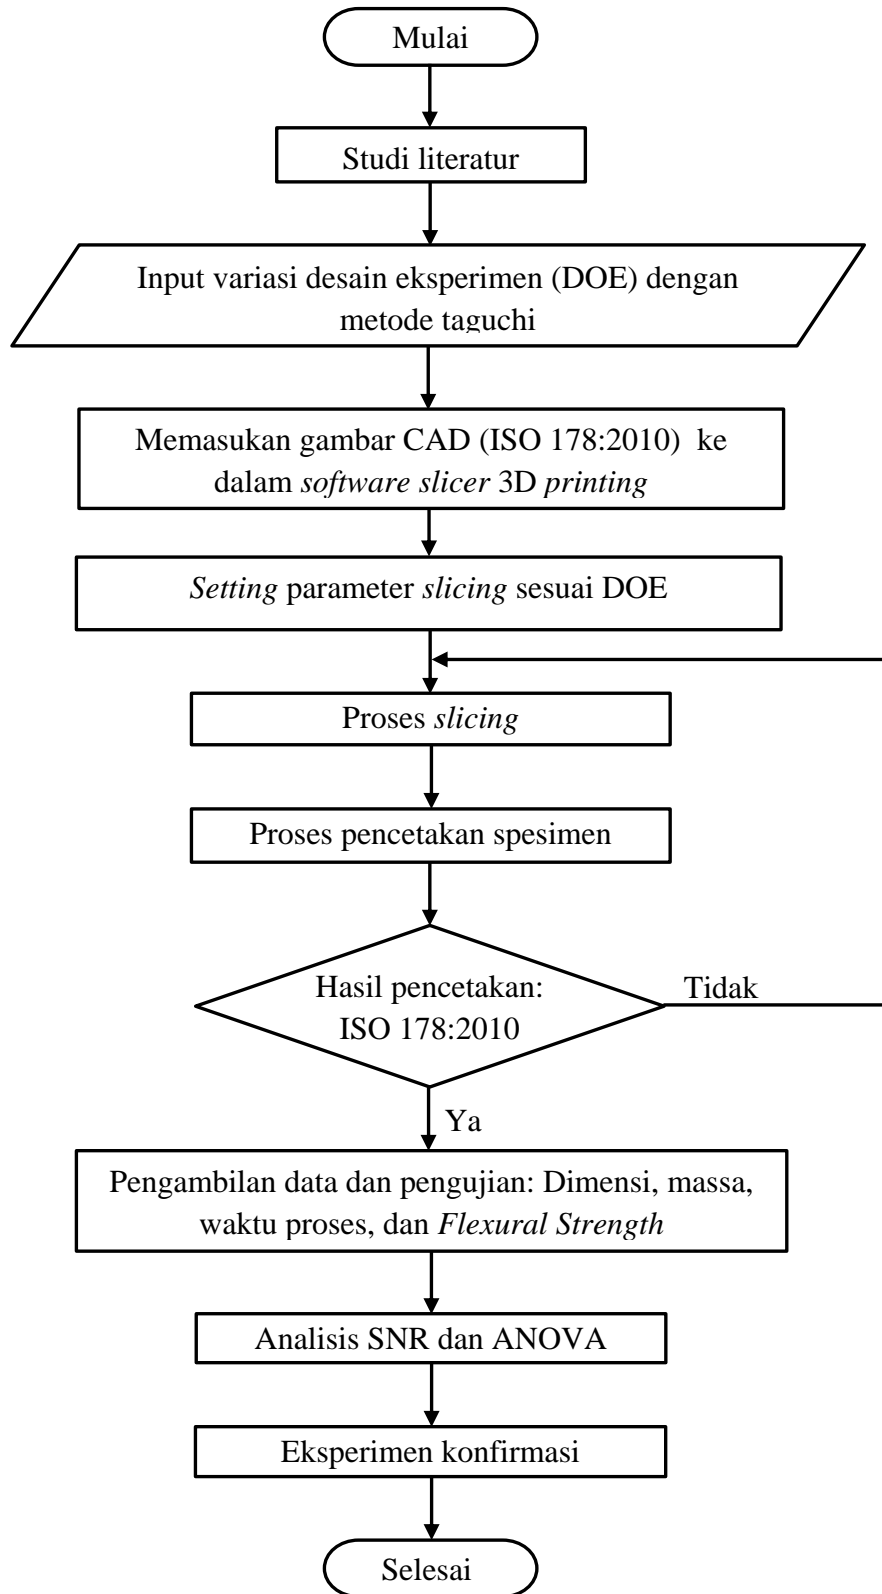 Mulai
Studi literatur
Input variasi desain eksperimen (DOE) dengan
metode taguchi
Memasukan gambar CAD (ISO 178:2010) ke
dalam software slicer 3D printing
Setting parameter slicing sesuai DOE
Proses slicing
Proses pencetakan spesimen
Hasil pencetakan:
ISO 178:2010
Tidak
Ya
Pengambilan data dan pengujian: Dimensi, massa,
waktu proses, dan Flexural Strength
Analisis SNR dan ANOVA
Eksperimen konfirmasi
Selesai